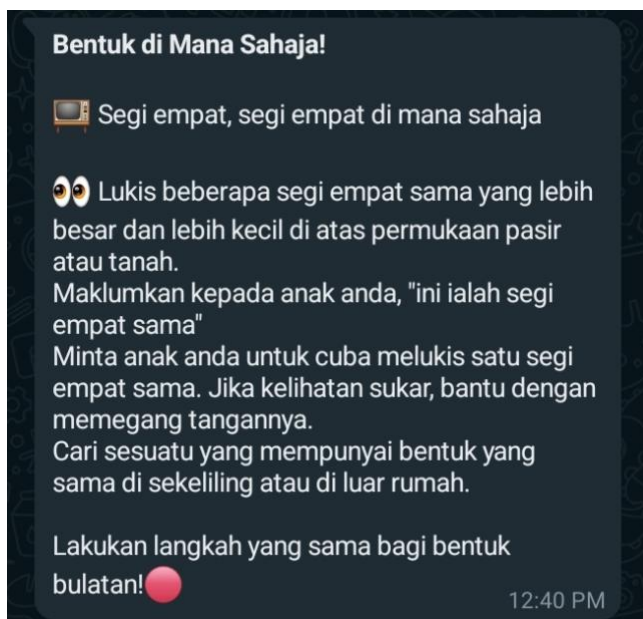 Bentuk di Mana Sahaja!
📺 Segi empat, segi empat di mana sahaja
👀 Lukis beberapa segi empat sama yang lebih
besar dan lebih kecil di atas permukaan pasir
atau tanah.
Maklumkan kepada anak anda, "ini ialah segi
empat sama"
Minta anak anda untuk cuba melukis satu segi
empat sama. Jika kelihatan sukar, bantu dengan
memegang tangannya.
Cari sesuatu yang mempunyai bentuk yang
sama di sekeliling atau di luar rumah.
Lakukan langkah yang sama bagi bentuk
bulatan!🔴
12:40 PM